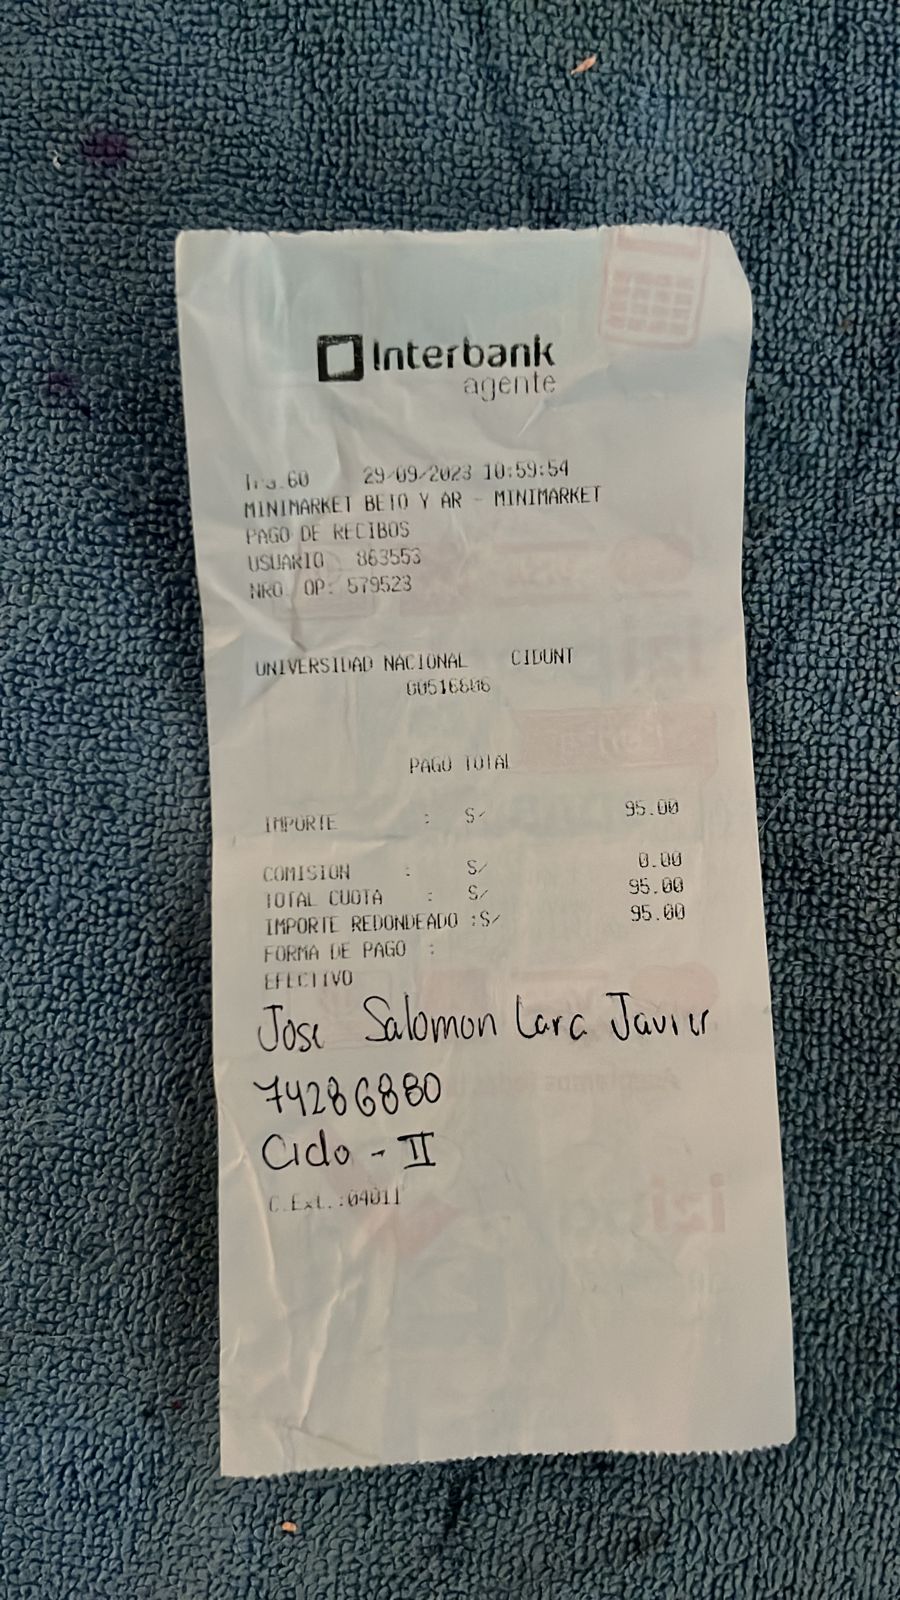 Interbank
agente
Tra.60 29/09/2023 10:59:54
MINIMARKET BETO Y AR - MINIMARKET
PAGO DE RECIBOS
USUARIO 863553
NRO. OP: 579523
UNIVERSIDAD NACIONAL CIDUNT
PAGO TOTAL
IMPORTE : S/ 95.00
COMISION : S/ 0.00
TOTAL CUOTA : S/ 95.00
IMPORTE REDONDEADO :S/ 95.00
FORMA DE PAGO :
EFECTIVO
Jose Salomon Lara Javier
74286880
Ciclo - II
C.Ext.:04011